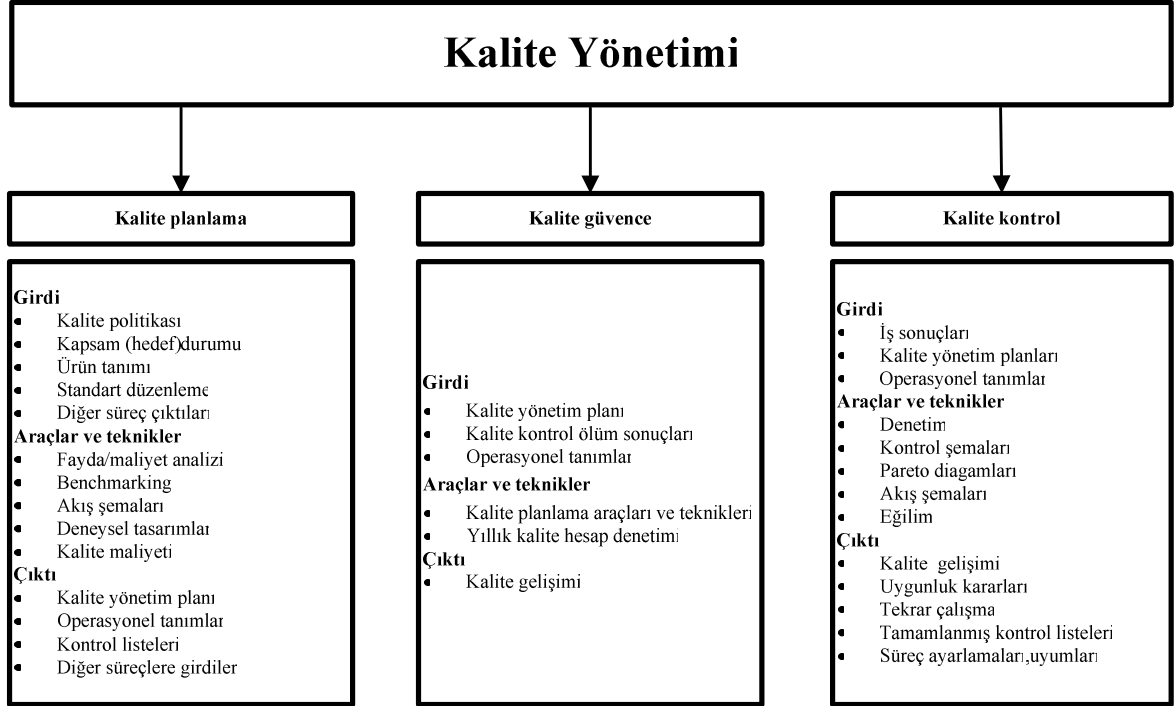 Kalite Yönetimi
Kalite planlama
Girdi
• Kalite politikası
• Kapsam (hedef)durumu
• Ürün tanımı
• Standart düzenleme
• Diğer süreç çıktıları
Araçlar ve teknikler
• Fayda/maliyet analizi
• Benchmarking
• Akış şemaları
• Deneysel tasarımlar
• Kalite maliyeti
Çıktı
• Kalite yönetim planı
• Operasyonel tanımlar
• Kontrol listeleri
• Diğer süreçlere girdiler
Kalite güvence
Girdi
• Kalite yönetim planı
• Kalite kontrol ölüm sonuçları
• Operasyonel tanımlar
Araçlar ve teknikler
• Kalite planlama araçları ve teknikleri
• Yıllık kalite hesap denetimi
Çıktı
• Kalite gelişimi
Kalite kontrol
Girdi
• İş sonuçları
• Kalite yönetim planları
• Operasyonel tanımlar
Araçlar ve teknikler
• Denetim
• Kontrol şemaları
• Pareto diagamları
• Akış şemaları
• Eğilim
Çıktı
• Kalite gelişimi
• Uygunluk kararları
• Tekrar çalışma
• Tamamlanmış kontrol listeleri
• Süreç ayarlamaları,uyumları